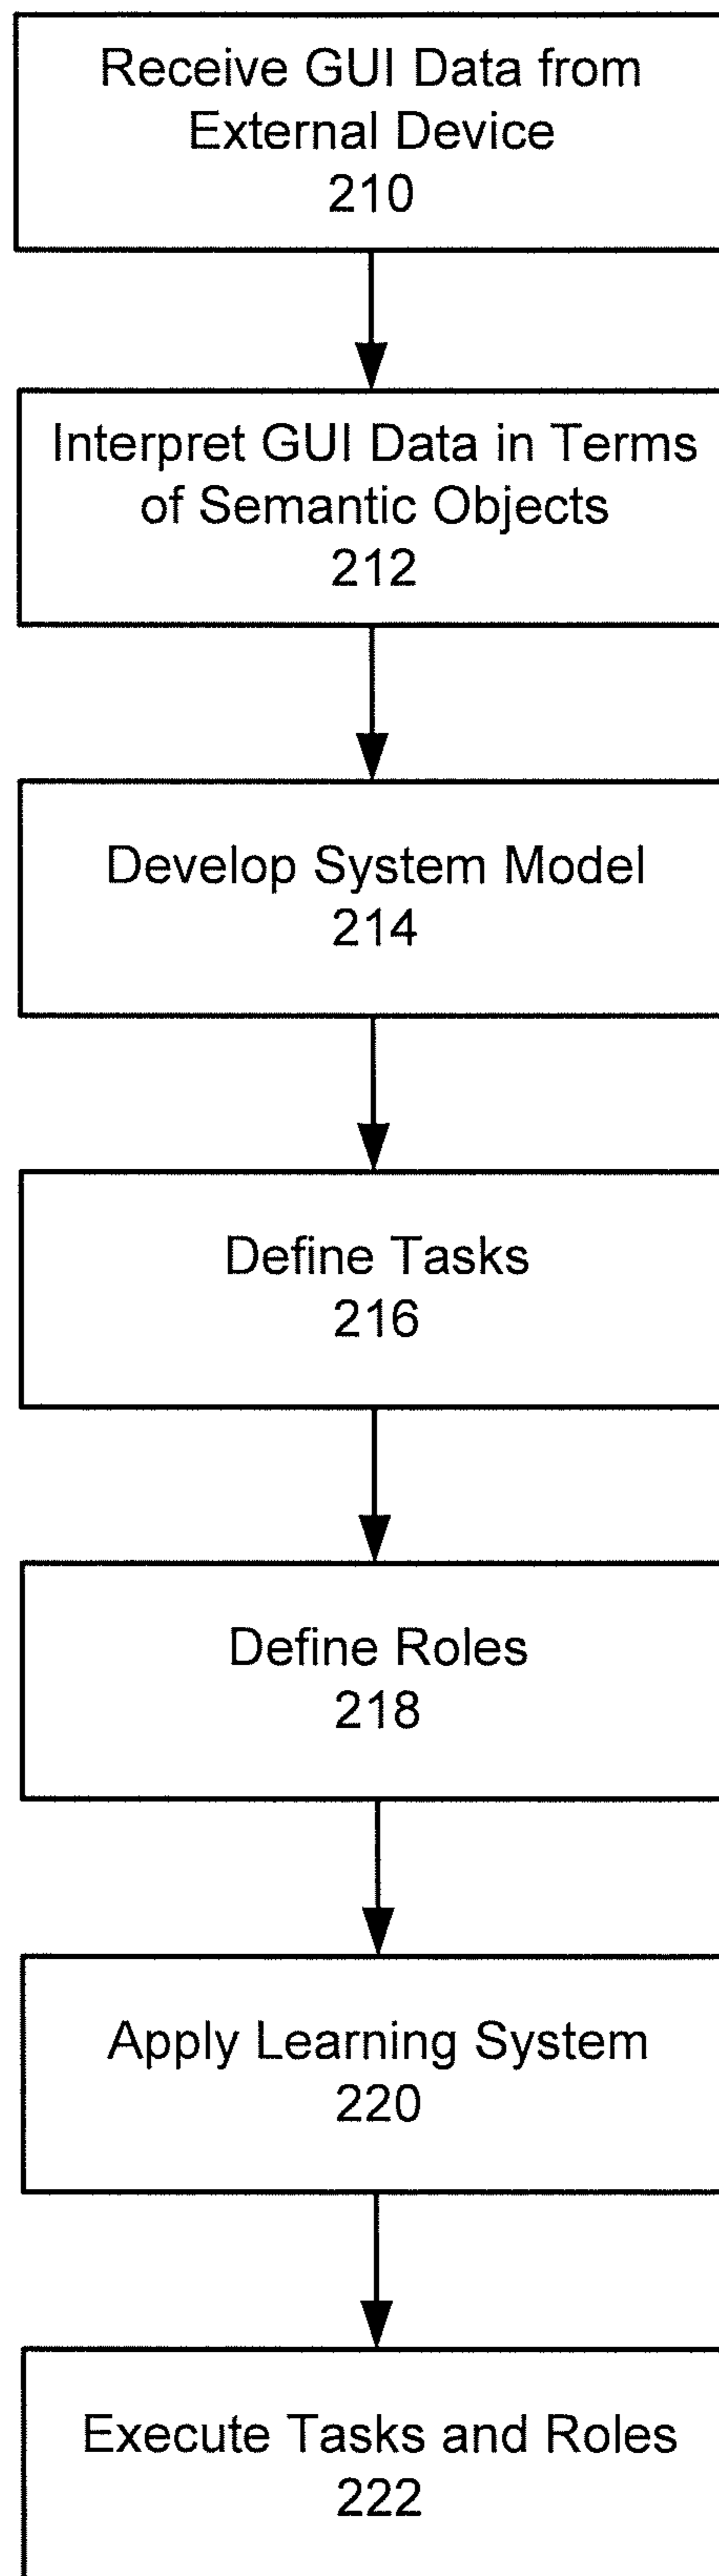 Receive GUI Data from
External Device
210
Interpret GUI Data in Terms
of Semantic Objects
212
Develop System Model
214
Define Tasks
216
Define Roles
218
Apply Learning System
220
Execute Tasks and Roles
222